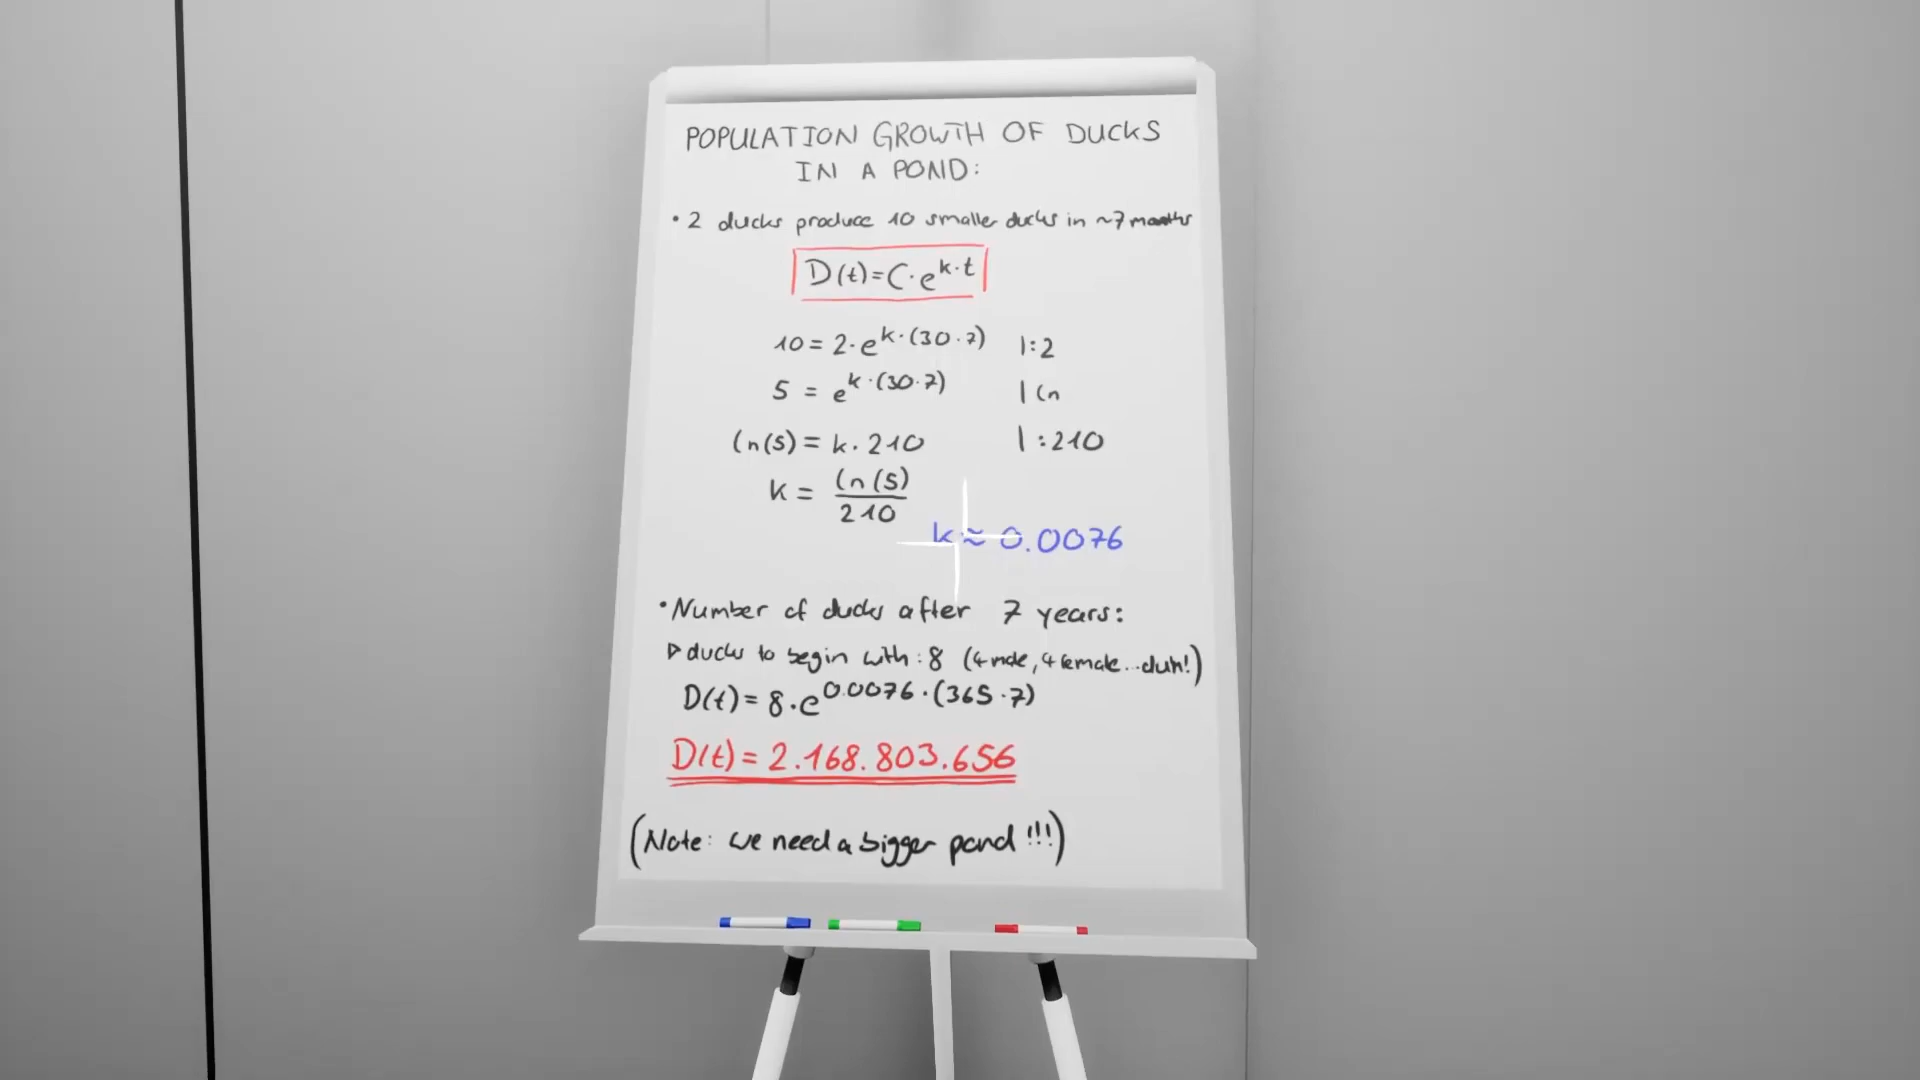 POPULATION GROWTH OF DUCKS
IN A POND:
• 2 ducks produce 10 smaller ducks in ~7 months
D(t)=C·e^k·t
10 = 2·e^k·(30·7) |:2
5 = e^k·(30·7) | ln
ln(5) = k·210 | :210
k = ln(5)/210
k ≈ 0.0076
• Number of ducks after 7 years:
▷ ducks to begin with: 8 (4 male, 4 female...duh!)
D(t) = 8·e^0.0076·(365·7)
D(t) = 2.168.803.656
(Note: we need a bigger pond!!!)